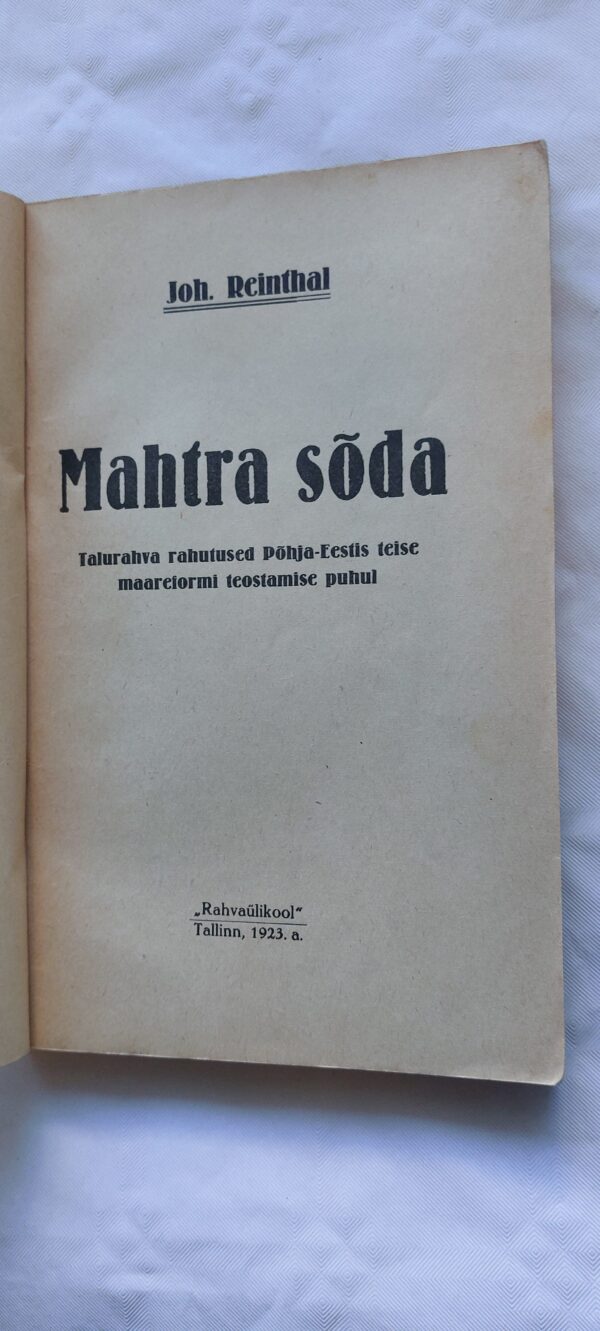 Joh. Reinthal
Mahtra sõda
Talurahva rahutused Põhja-Eestis teise
maareformi teostamise puhul
„Rahvaülikool“
Tallinn, 1923. a.